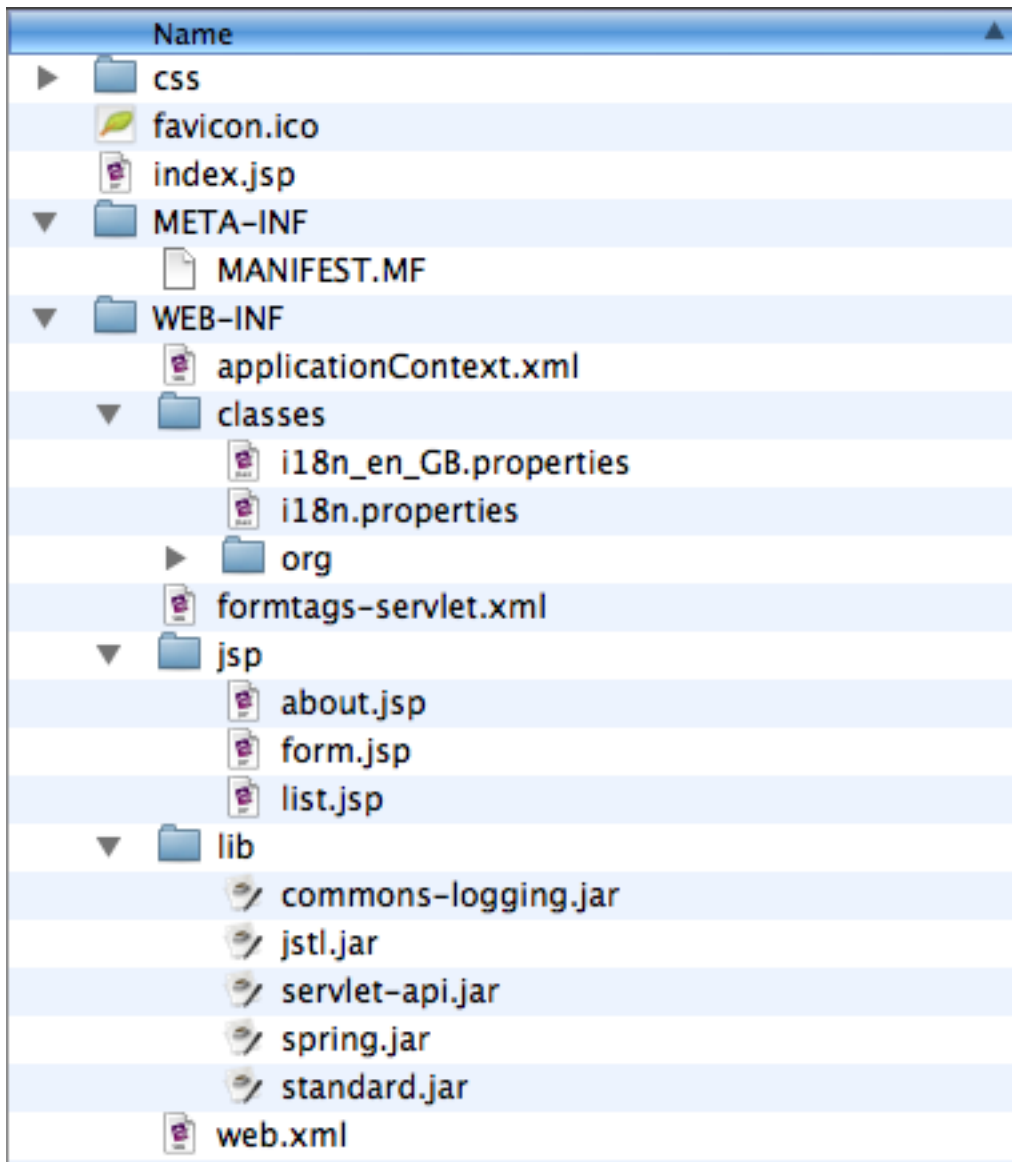 Name
css
favicon.ico
index.jsp
META-INF
MANIFEST.MF
WEB-INF
applicationContext.xml
classes
i18n_en_GB.properties
i18n.properties
org
formtags-servlet.xml
jsp
about.jsp
form.jsp
list.jsp
lib
commons-logging.jar
jstl.jar
servlet-api.jar
spring.jar
standard.jar
web.xml